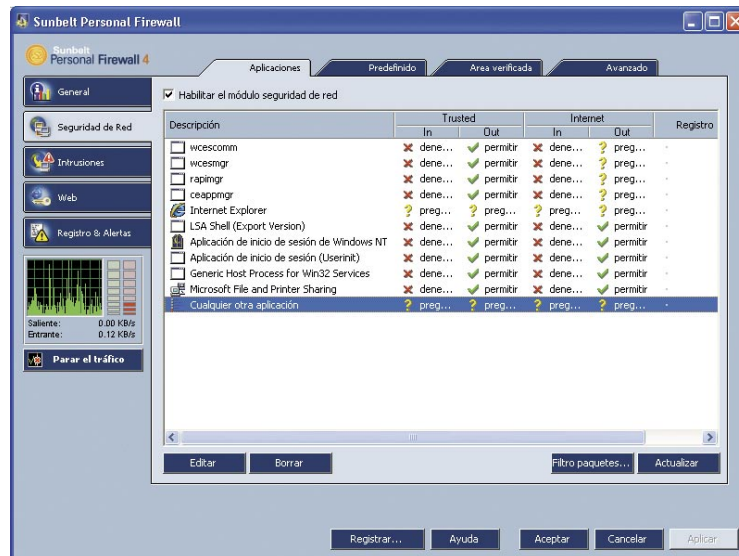 Sunbelt Personal Firewall
Sunbelt
Personal Firewall 4
Aplicaciones
Predefinido
Area verificada
Avanzado
General
Seguridad de Red
Intrusiones
Web
Registro & Alertas
Saliente: 0.00 KB/s
Entrante: 0.12 KB/s
Parar el tráfico
Habilitar el módulo seguridad de red
Descripción Trusted Internet Registro
In Out In Out
wcescomm dene... permitir dene... preg...
wcesmgr dene... permitir dene... preg...
rapimgr dene... permitir dene... preg...
ceappmgr dene... permitir dene... preg...
Internet Explorer preg... preg... preg... preg...
LSA Shell (Export Version) dene... permitir dene... permitir
Aplicación de inicio de sesión de Windows NT dene... permitir dene... permitir
Aplicación de inicio de sesión (Userinit) dene... permitir dene... permitir
Generic Host Process for Win32 Services dene... permitir dene... permitir
Microsoft File and Printer Sharing dene... permitir dene... permitir
Cualquier otra aplicación preg... preg... preg... preg...
Editar
Borrar
Filtro paquetes...
Actualizar
Registrar...
Ayuda
Aceptar
Cancelar
Aplicar